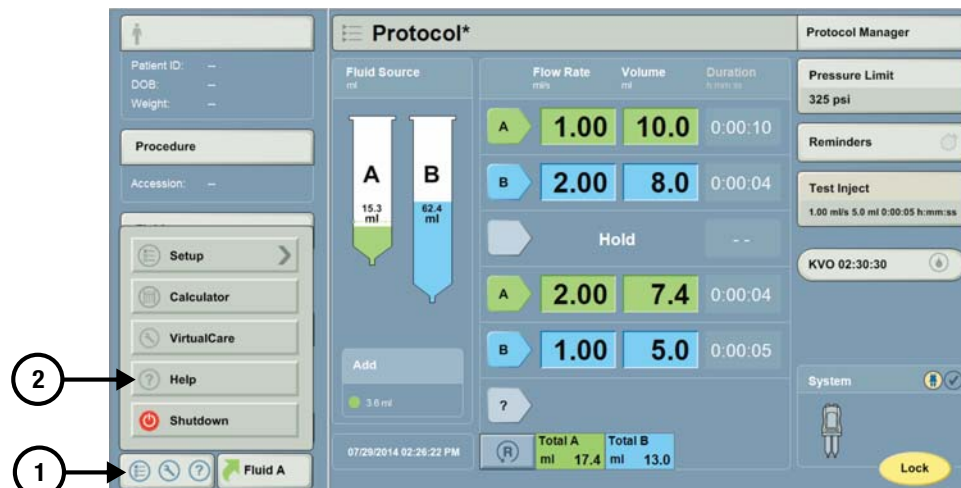 Patient ID: --
DOB: --
Weight: --
Procedure
Accession: --
Setup
Calculator
VirtualCare
2
? Help
Shutdown
1
? Fluid A
Protocol*
Fluid Source
ml
A
15.3
ml
B
62.4
ml
Add
3.6 ml
07/29/2014 02:26:22 PM
Flow Rate Volume Duration
ml/s ml h:mm:ss
A 1.00 10.0 0:00:10
B 2.00 8.0 0:00:04
Hold --
A 2.00 7.4 0:00:04
B 1.00 5.0 0:00:05
?
R
Total A Total B
ml 17.4 ml 13.0
Protocol Manager
Pressure Limit
325 psi
Reminders
Test Inject
1.00 ml/s 5.0 ml 0:00:05 h:mm:ss
KVO 02:30:30
System
Lock